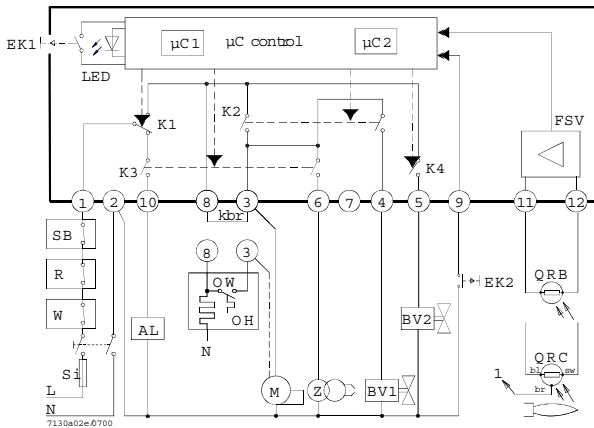 µC1 µC control µC2
EK1
LED
K1
K2
FSV
K3
K4
1 2 10 8 3 6 7 4 5 9 11 12
kbr
SB
R
W
Si
L
N
8 3
OW
OH
N
AL
EK2
QRB
BV2
QRC
bl sw
br
1
M
Z
BV1
7130a02e/0700